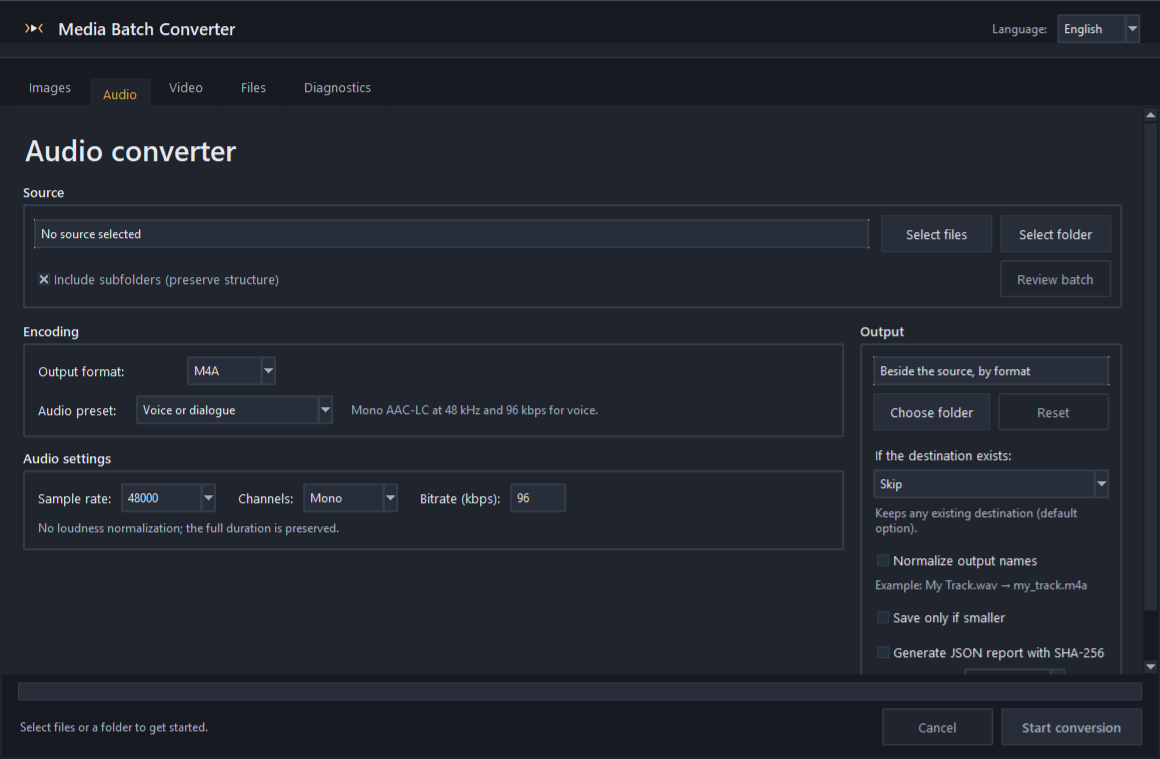 Media Batch Converter
Language: English
Images Audio Video Files Diagnostics
Audio converter
Source
No source selected
Select files
Select folder
Include subfolders (preserve structure)
Review batch
Encoding
Output format: M4A
Audio preset: Voice or dialogue Mono AAC-LC at 48 kHz and 96 kbps for voice.
Audio settings
Sample rate: 48000 Channels: Mono Bitrate (kbps): 96
No loudness normalization; the full duration is preserved.
Output
Beside the source, by format
Choose folder Reset
If the destination exists:
Skip
Keeps any existing destination (default
option).
Normalize output names
Example: My Track.wav → my_track.m4a
Save only if smaller
Generate JSON report with SHA-256
Select files or a folder to get started.
Cancel Start conversion